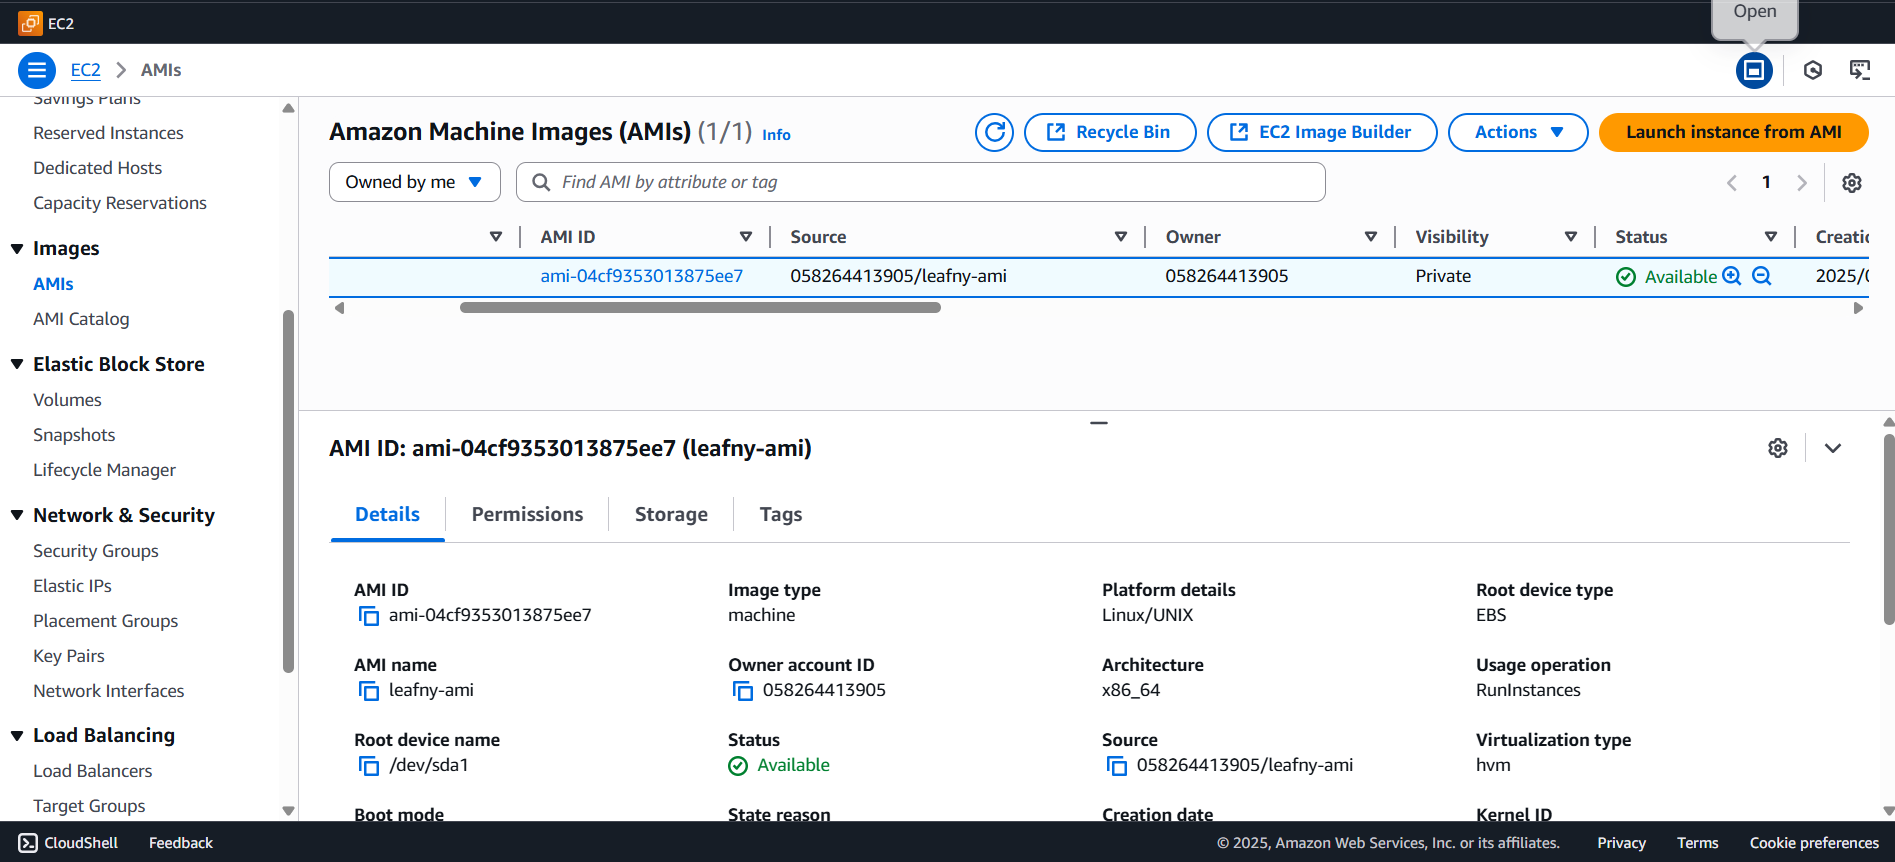 Open
EC2
EC2 > AMIs
Savings Plans
Reserved Instances
Dedicated Hosts
Capacity Reservations
Images
AMIs
AMI Catalog
Elastic Block Store
Volumes
Snapshots
Lifecycle Manager
Network & Security
Security Groups
Elastic IPs
Placement Groups
Key Pairs
Network Interfaces
Load Balancing
Load Balancers
Target Groups
Amazon Machine Images (AMIs) (1/1) Info
Recycle Bin
EC2 Image Builder
Actions
Launch instance from AMI
Owned by me
Find AMI by attribute or tag
1
AMI ID Source Owner Visibility Status Creatio
ami-04cf9353013875ee7 058264413905/leafny-ami 058264413905 Private Available 2025/0
AMI ID: ami-04cf9353013875ee7 (leafny-ami)
Details Permissions Storage Tags
AMI ID Image type Platform details Root device type
ami-04cf9353013875ee7 machine Linux/UNIX EBS
AMI name Owner account ID Architecture Usage operation
leafny-ami 058264413905 x86_64 RunInstances
Root device name Status Source Virtualization type
/dev/sda1 Available 058264413905/leafny-ami hvm
Boot mode State reason Creation date Kernel ID
CloudShell Feedback © 2025, Amazon Web Services, Inc. or its affiliates. Privacy Terms Cookie preferences